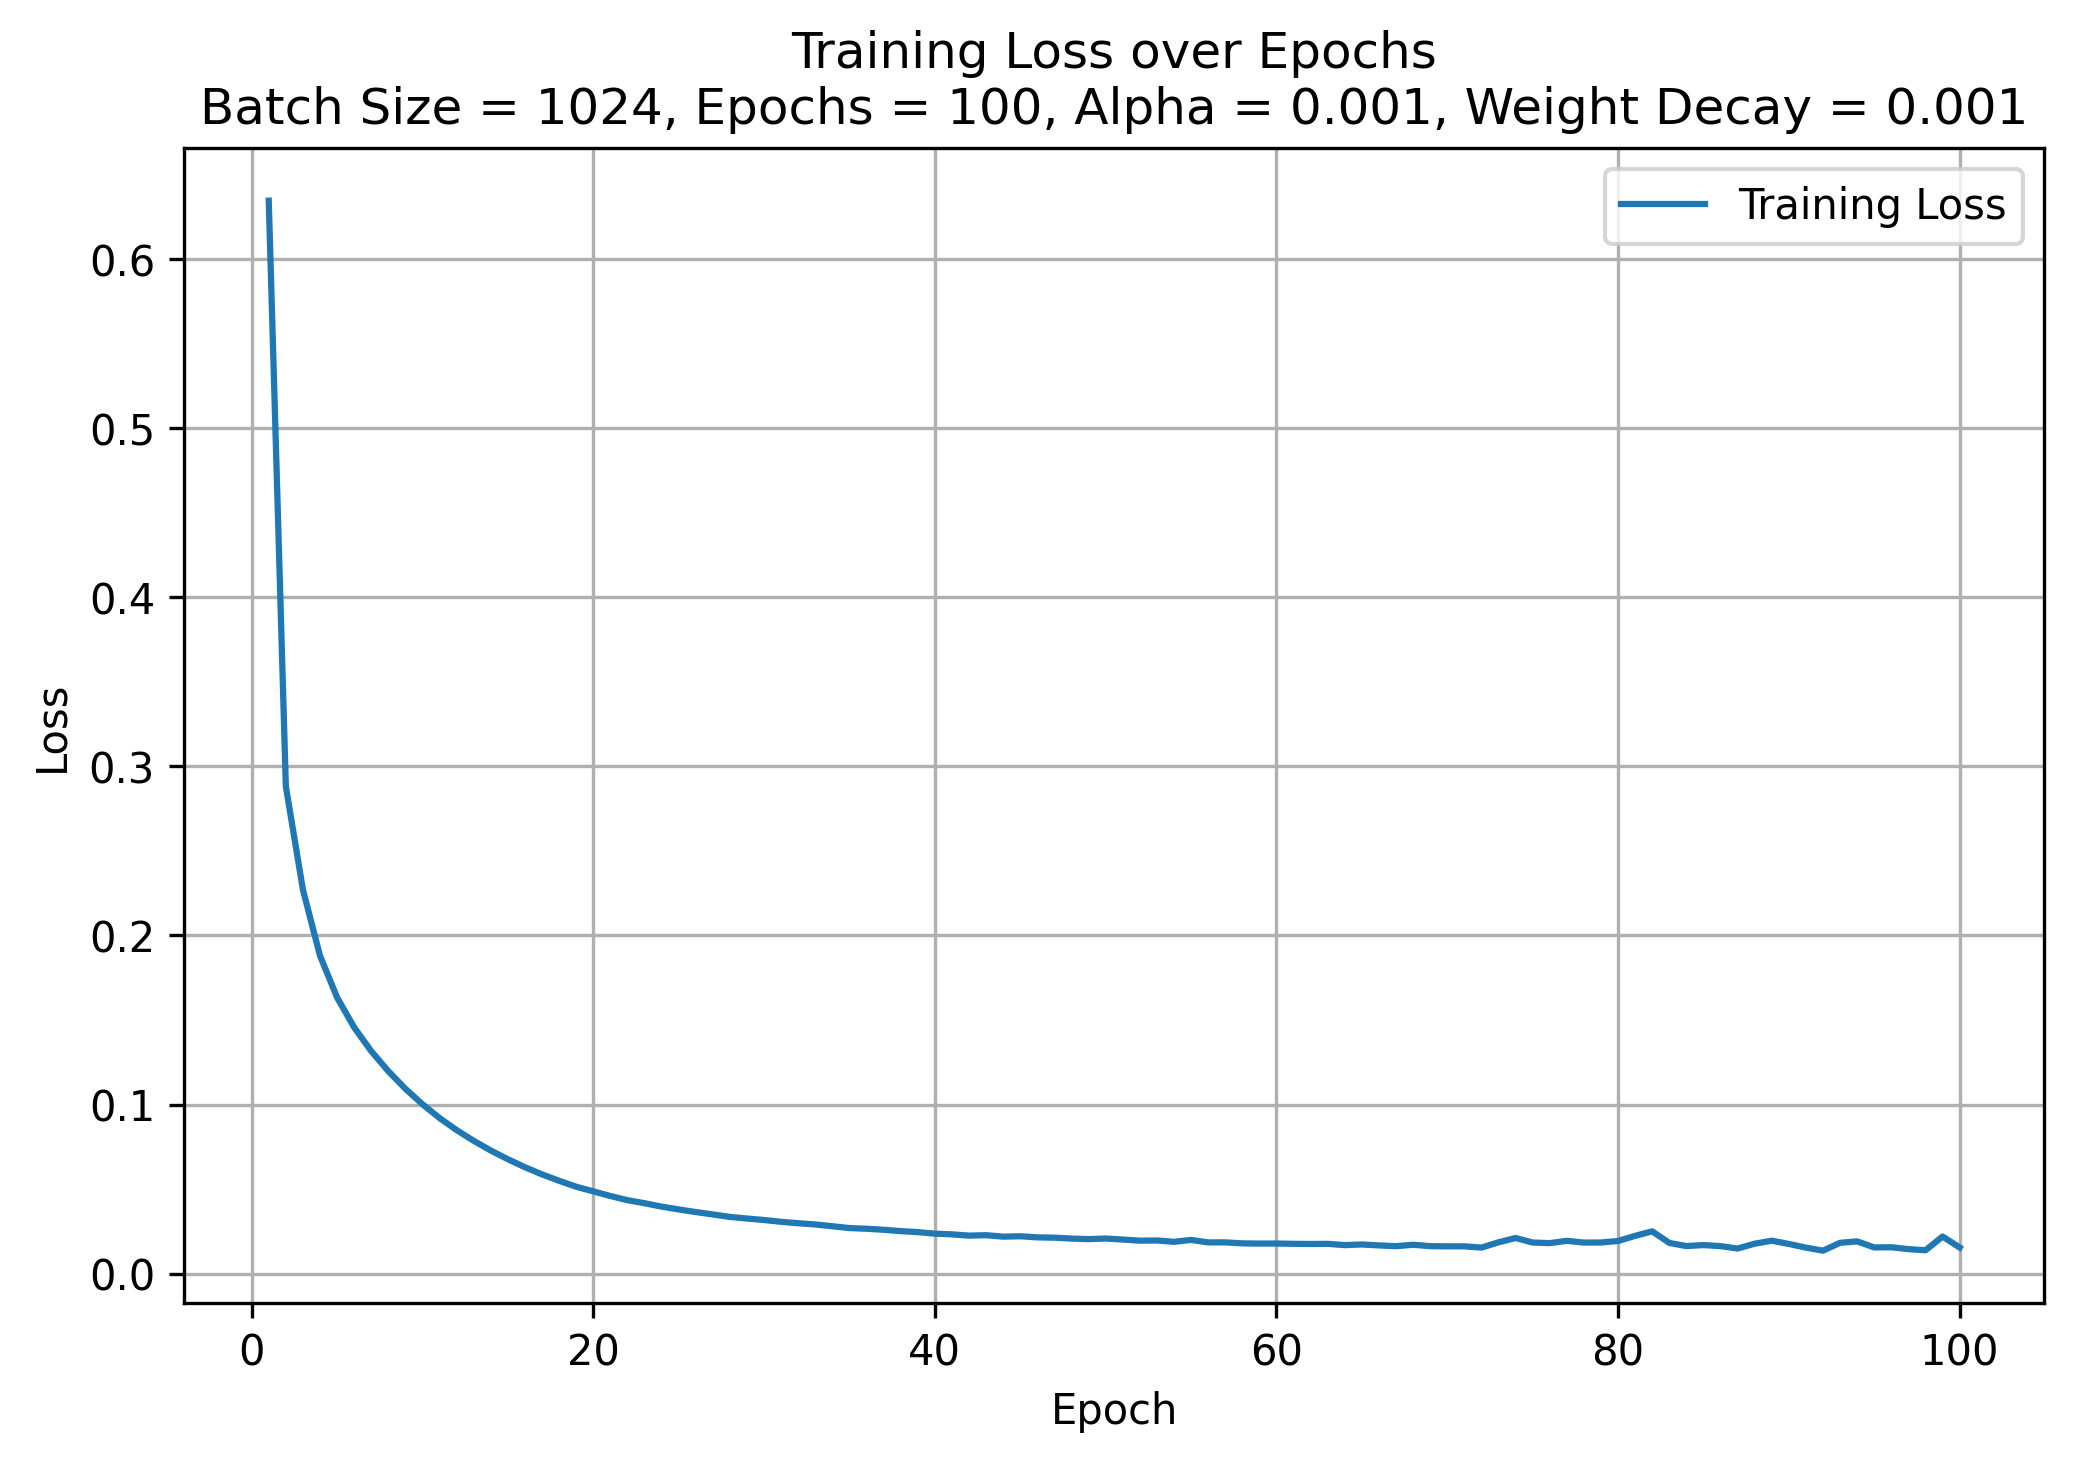 Training Loss over Epochs
Batch Size = 1024, Epochs = 100, Alpha = 0.001, Weight Decay = 0.001
Training Loss
0.6
0.5
0.4
0.3
0.2
0.1
0.0
Loss
0 20 40 60 80 100
Epoch